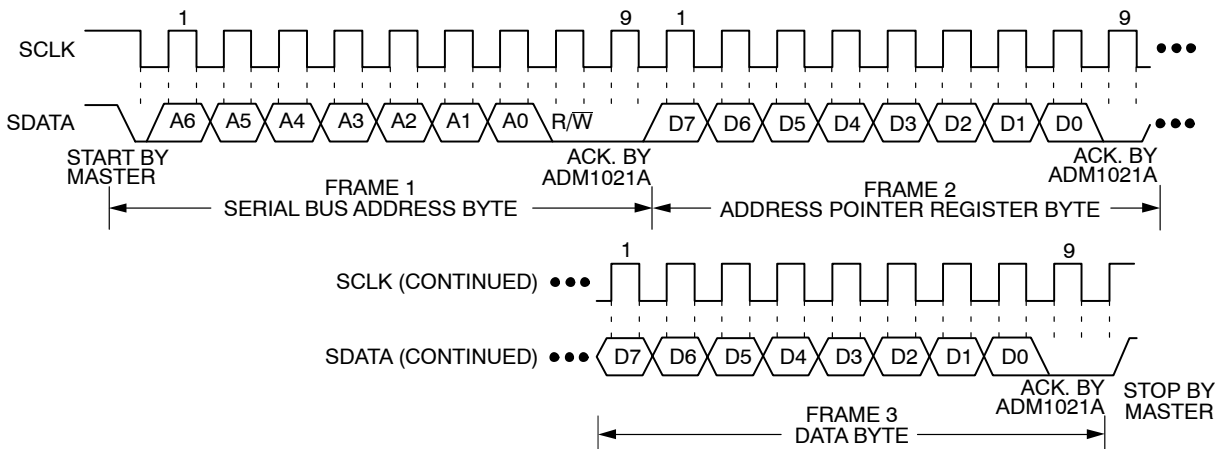 1 9 1 9
SCLK
SDATA A6 A5 A4 A3 A2 A1 A0 R/W̅ D7 D6 D5 D4 D3 D2 D1 D0
START BY
MASTER
ACK. BY
ADM1021A
ACK. BY
ADM1021A
FRAME 1
SERIAL BUS ADDRESS BYTE
FRAME 2
ADDRESS POINTER REGISTER BYTE
1 9
SCLK (CONTINUED)
SDATA (CONTINUED) D7 D6 D5 D4 D3 D2 D1 D0
ACK. BY
ADM1021A
STOP BY
MASTER
FRAME 3
DATA BYTE